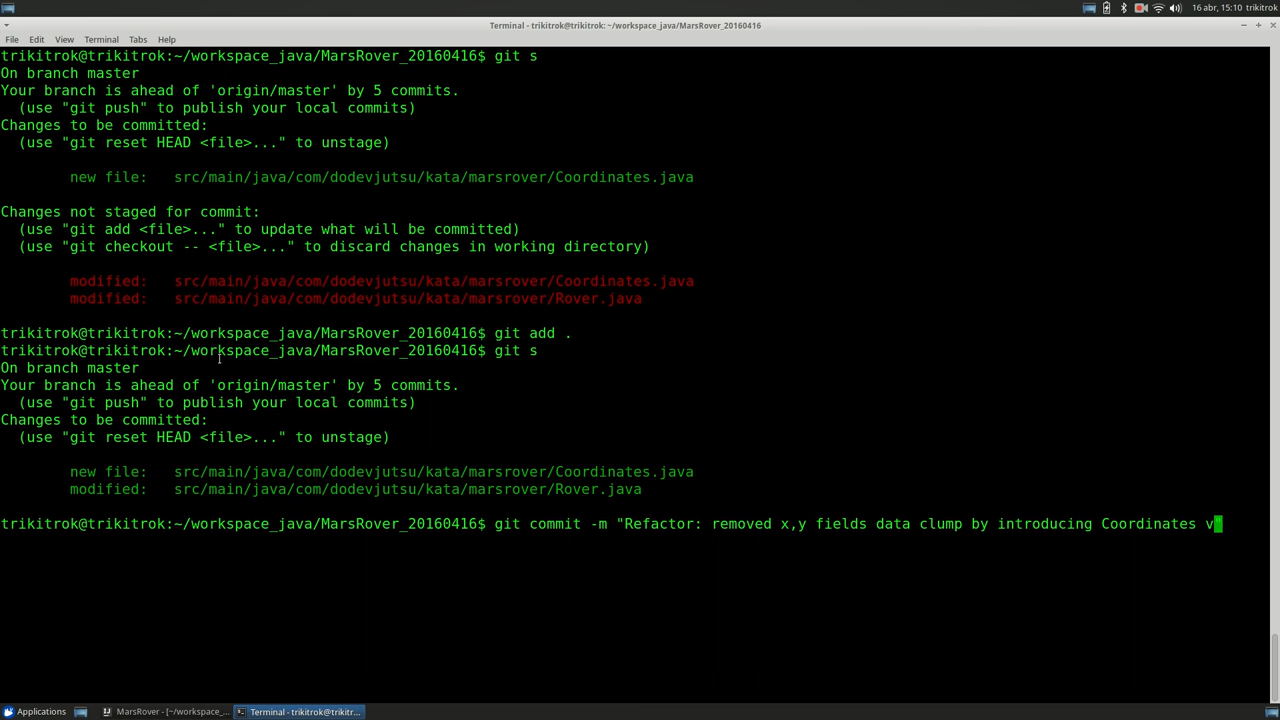 16 abr, 15:10 trikitrok
Terminal - trikitrok@trikitrok: ~/workspace_java/MarsRover_20160416
File Edit View Terminal Tabs Help
trikitrok@trikitrok:~/workspace_java/MarsRover_20160416$ git s
On branch master
Your branch is ahead of 'origin/master' by 5 commits.
(use "git push" to publish your local commits)
Changes to be committed:
(use "git reset HEAD <file>..." to unstage)
new file: src/main/java/com/dodevjutsu/kata/marsrover/Coordinates.java
Changes not staged for commit:
(use "git add <file>..." to update what will be committed)
(use "git checkout -- <file>..." to discard changes in working directory)
modified: src/main/java/com/dodevjutsu/kata/marsrover/Coordinates.java
modified: src/main/java/com/dodevjutsu/kata/marsrover/Rover.java
trikitrok@trikitrok:~/workspace_java/MarsRover_20160416$ git add .
trikitrok@trikitrok:~/workspace_java/MarsRover_20160416$ git s
On branch master
Your branch is ahead of 'origin/master' by 5 commits.
(use "git push" to publish your local commits)
Changes to be committed:
(use "git reset HEAD <file>..." to unstage)
new file: src/main/java/com/dodevjutsu/kata/marsrover/Coordinates.java
modified: src/main/java/com/dodevjutsu/kata/marsrover/Rover.java
trikitrok@trikitrok:~/workspace_java/MarsRover_20160416$ git commit -m "Refactor: removed x,y fields data clump by introducing Coordinates v"
Applications MarsRover - [~/workspace_... Terminal - trikitrok@trikitr...